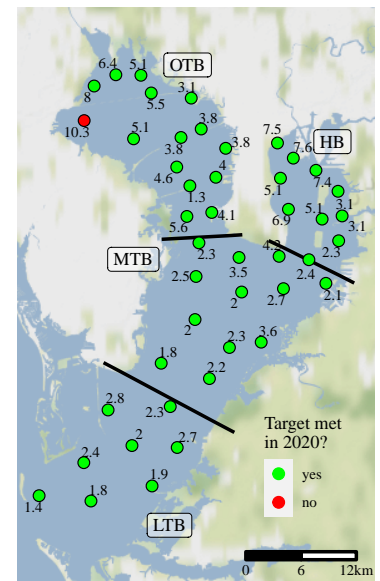 6.4 5.1 OTB
8 5.5 3.1
10.3 5.1 3.8 3.8 3.8
7.5 HB
7.6
4.6 4 5.1 7.4
1.3
5.6 4.1 6.9 5.1 3.1
3.1
MTB 2.3 4.2 2.3
3.5 2.4
2.5 2 2.7 2.1
2
2.3 3.6
1.8
2.2
2.8 2.3
Target met
in 2020?
2 2.7
2.4
yes
1.9
no
1.4 1.8
LTB
0 6 12km